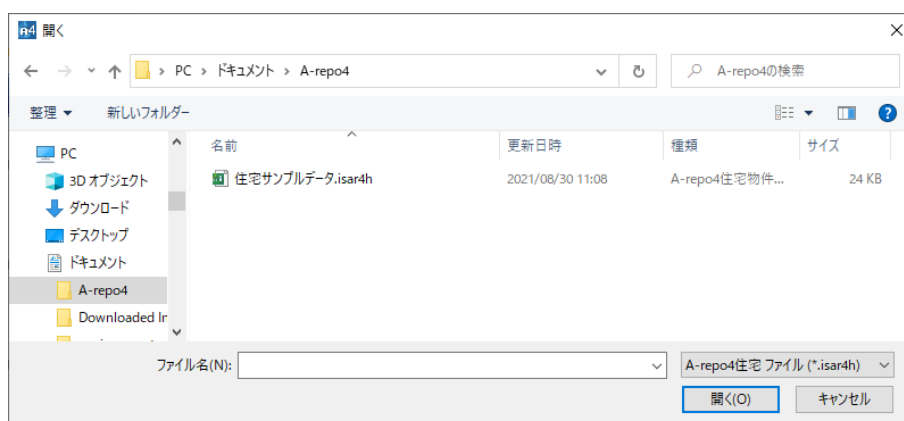 A4 開く
PC › ドキュメント › A-repo4
A-repo4の検索
整理 新しいフォルダー
名前 更新日時 種類 サイズ
PC
3D オブジェクト
ダウンロード
デスクトップ
ドキュメント
A-repo4
Downloaded In
住宅サンプルデータ.isar4h 2021/08/30 11:08 A-repo4住宅物件... 24 KB
ファイル名(N):
A-repo4住宅 ファイル (*.isar4h)
開く(O) キャンセル